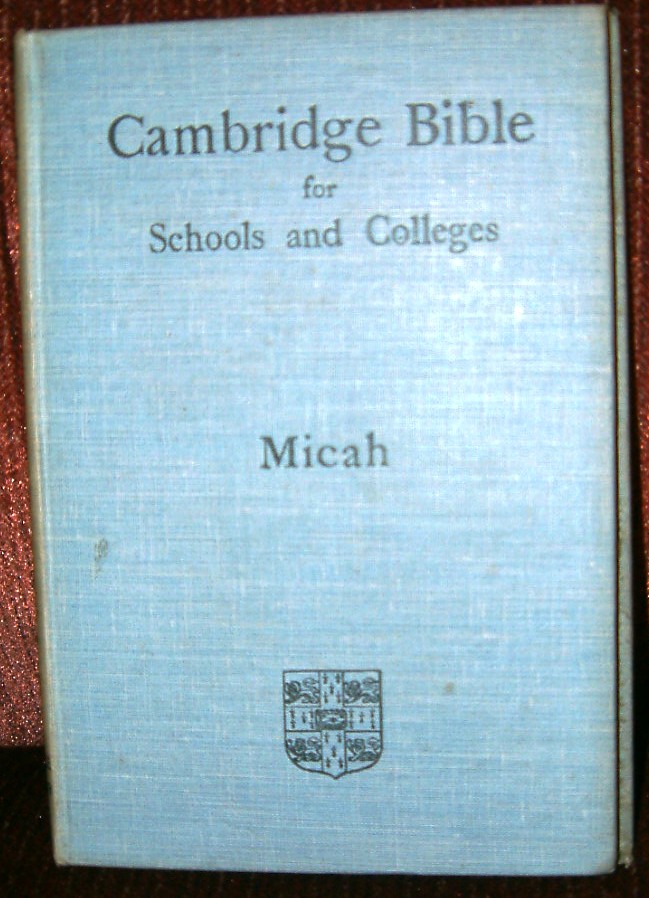 Cambridge Bible
for
Schools and Colleges
Micah